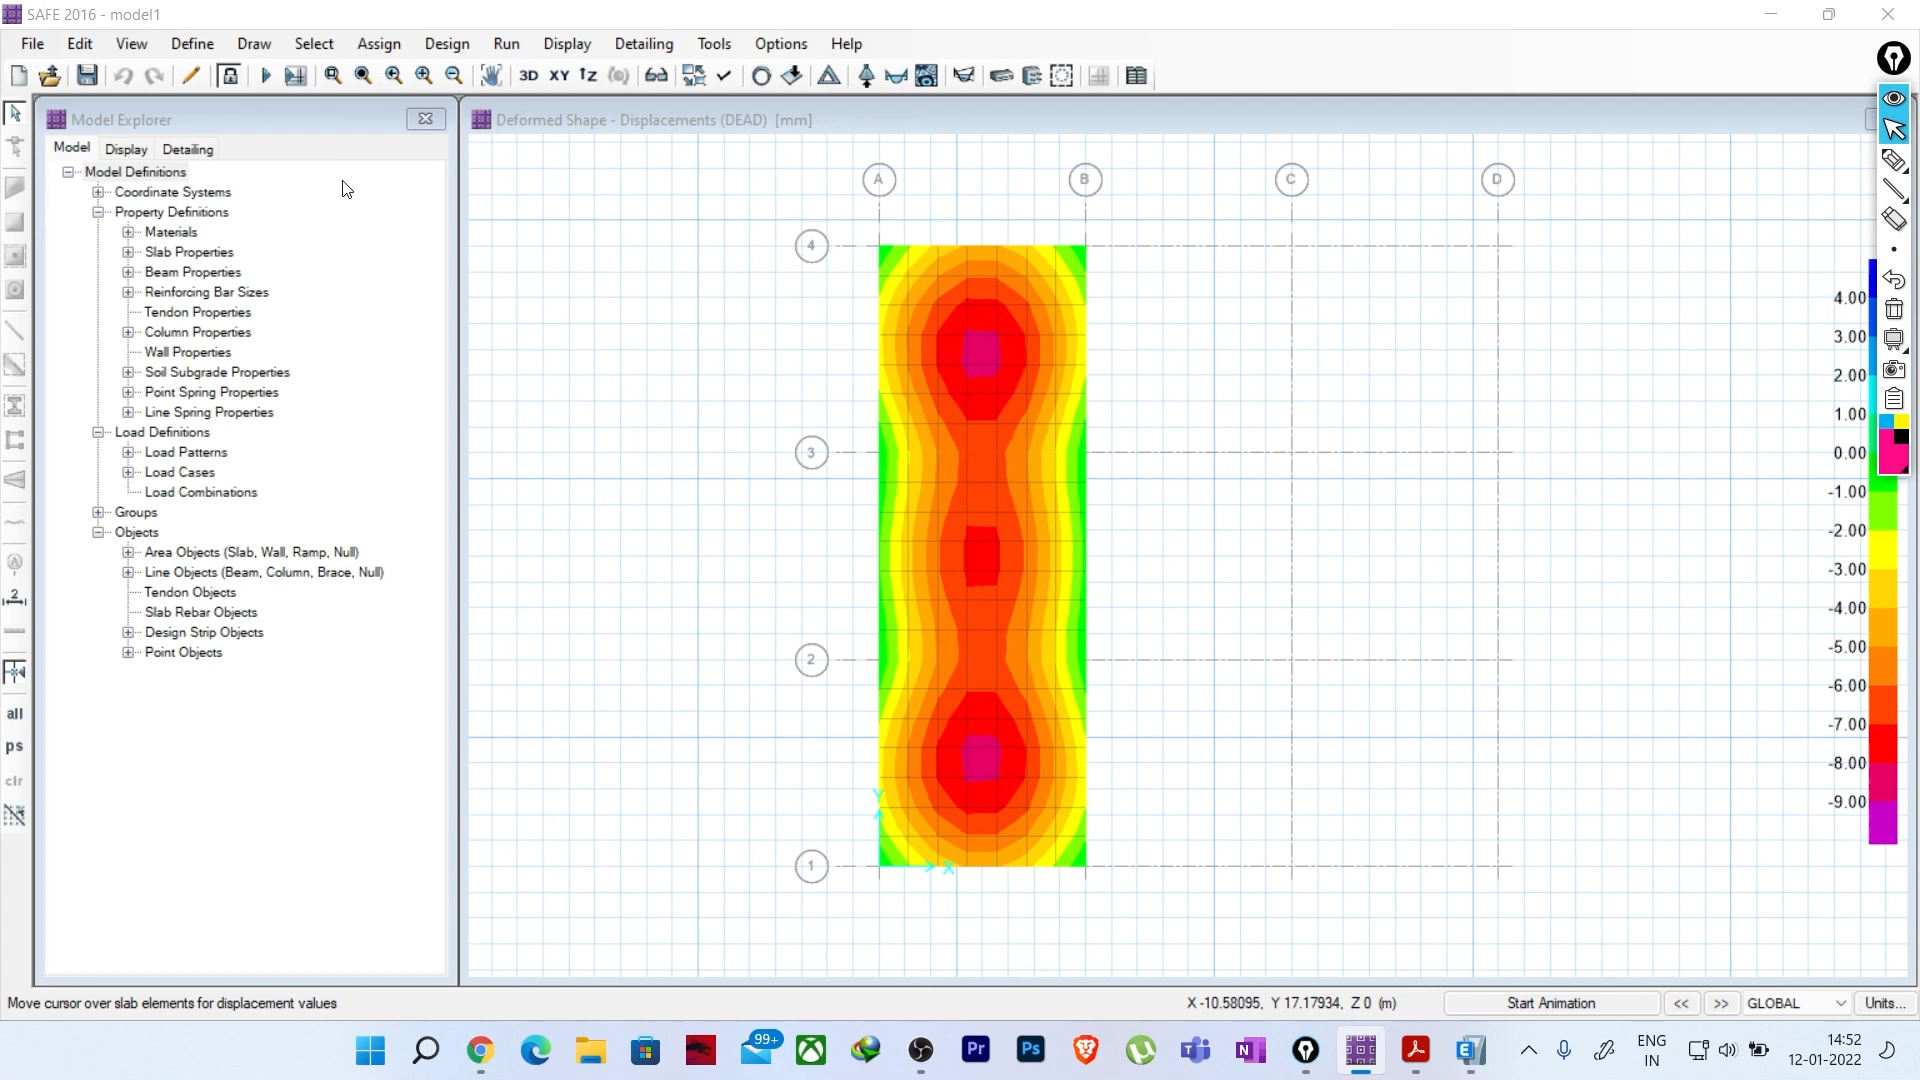 SAFE 2016 - model1
File Edit View Define Draw Select Assign Design Run Display Detailing Tools Options Help
3D XY
Model Explorer
Deformed Shape - Displacements (DEAD) [mm]
Model Display Detailing
Model Definitions
Coordinate Systems
Property Definitions
Materials
Slab Properties
Beam Properties
Reinforcing Bar Sizes
Tendon Properties
Column Properties
Wall Properties
Soil Subgrade Properties
Point Spring Properties
Line Spring Properties
Load Definitions
Load Patterns
Load Cases
Load Combinations
Groups
Objects
Area Objects (Slab, Wall, Ramp, Null)
Line Objects (Beam, Column, Brace, Null)
Tendon Objects
Slab Rebar Objects
Design Strip Objects
Point Objects
all
ps
clr
A B C D
4
3
2
1
Y
X
4.00
3.00
2.00
1.00
0.00
-1.00
-2.00
-3.00
-4.00
-5.00
-6.00
-7.00
-8.00
-9.00
Move cursor over slab elements for displacement values
X -10.58095, Y 17.17934, Z 0 (m)
Start Animation
<< >>
GLOBAL
Units...
99+
Pr
Ps
ENG
IN
14:52
12-01-2022